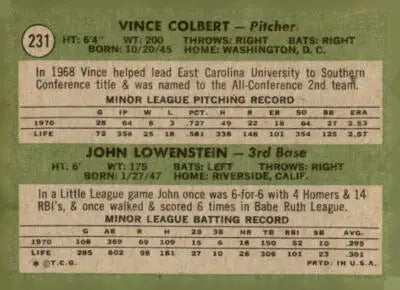 231
VINCE COLBERT — Pitcher
HT: 6'4" WT: 200 THROWS: RIGHT BATS: RIGHT
BORN: 10/20/45 HOME: WASHINGTON, D. C.
In 1968 Vince helped lead East Carolina University to Southern
Conference title & was named to the All-Conference 2nd team.
MINOR LEAGUE PITCHING RECORD
G IP W L PCT. H R ER SO BB ERA
1970 28 64 8 3 .727 49 22 18 64 27 2.53
LIFE 72 354 25 18 .581 338 148 101 354 125 2.57
JOHN LOWENSTEIN — 3rd Base
HT: 6' WT: 175 BATS: LEFT THROWS: RIGHT
BORN: 1/27/47 HOME: RIVERSIDE, CALIF.
In a Little League game John once was 6-for-6 with 4 Homers & 14
RBI's, & once walked & scored 6 times in Babe Ruth League.
MINOR LEAGUE BATTING RECORD
G AB R H 2B 3B HR TB RBI SB AVG.
1970 108 369 69 109 15 6 18 190 52 10 .295
LIFE 285 602 98 181 27 10 26 306 101 23 .301
* © T.C.G. PRTD. IN U.S.A.